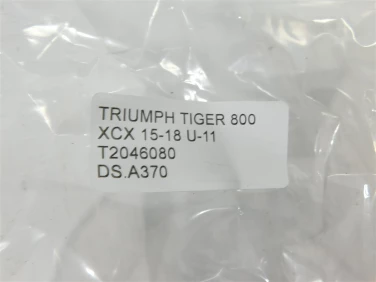 TRIUMPH TIGER 800
XCX 15-18 U-11
T2046080
DS.A370